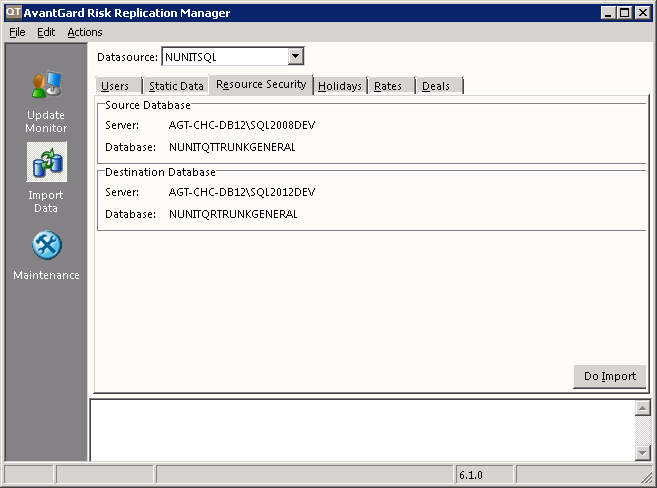 QT AvantGard Risk Replication Manager
File Edit Actions
Datasource: NUNITSQL
Users Static Data Resource Security Holidays Rates Deals
Update
Monitor
Import
Data
Maintenance
Source Database
Server: AGT-CHC-DB12\SQL2008DEV
Database: NUNITQTTRUNKGENERAL
Destination Database
Server: AGT-CHC-DB12\SQL2012DEV
Database: NUNITQRTRUNKGENERAL
Do Import
6.1.0